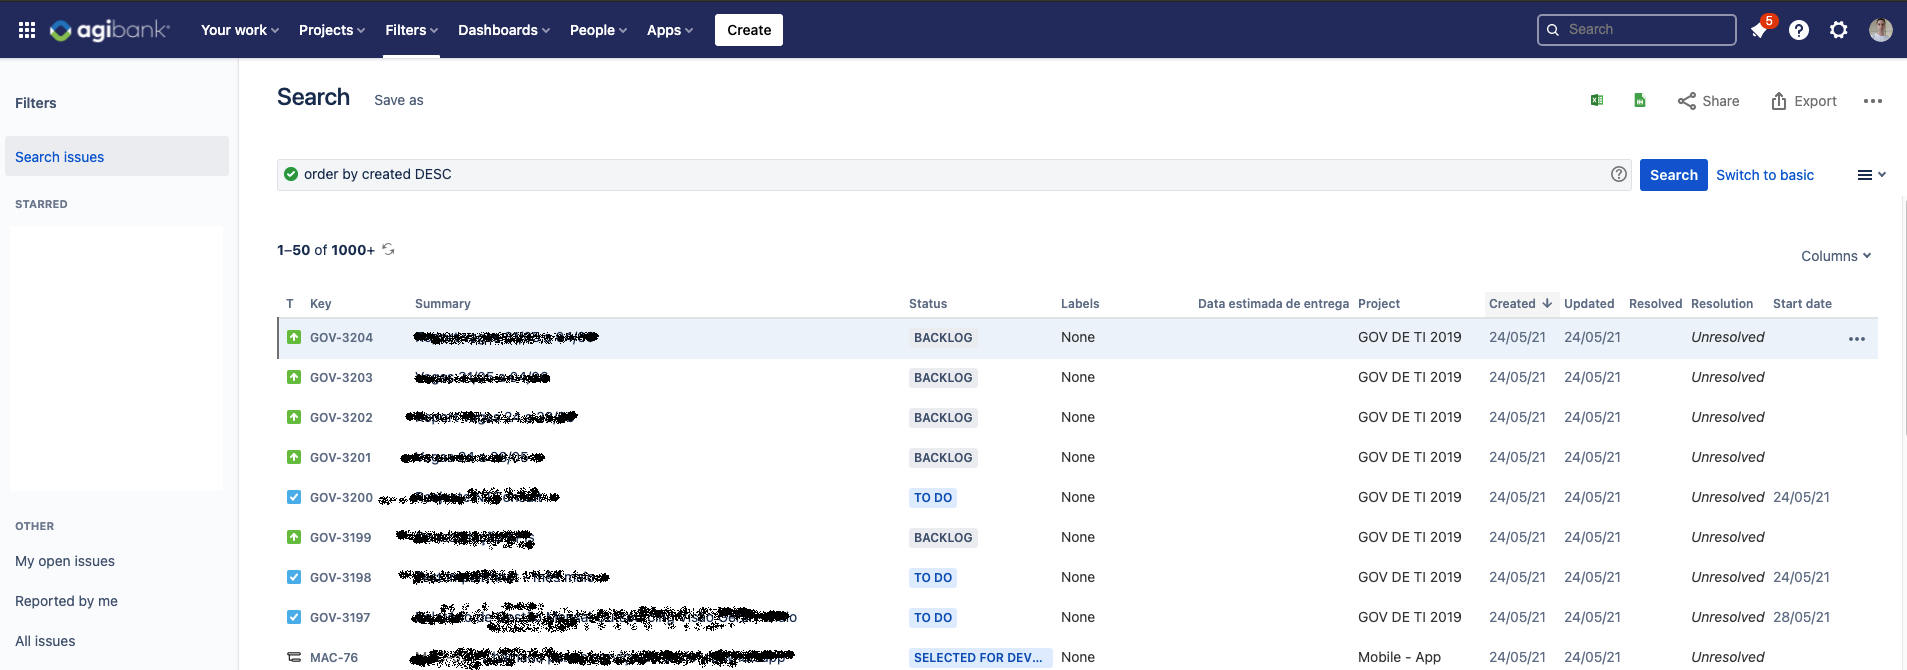 agibank Your work Projects Filters Dashboards People Apps Create Search 5
Filters
Search issues
STARRED
OTHER
My open issues
Reported by me
All issues
Search Save as Share Export
order by created DESC Search Switch to basic
1–50 of 1000+
Columns
T Key Summary Status Labels Data estimada de entrega Project Created Updated Resolved Resolution Start date
GOV-3204 BACKLOG None GOV DE TI 2019 24/05/21 24/05/21 Unresolved
GOV-3203 BACKLOG None GOV DE TI 2019 24/05/21 24/05/21 Unresolved
GOV-3202 BACKLOG None GOV DE TI 2019 24/05/21 24/05/21 Unresolved
GOV-3201 BACKLOG None GOV DE TI 2019 24/05/21 24/05/21 Unresolved
GOV-3200 TO DO None GOV DE TI 2019 24/05/21 24/05/21 Unresolved 24/05/21
GOV-3199 BACKLOG None GOV DE TI 2019 24/05/21 24/05/21 Unresolved
GOV-3198 TO DO None GOV DE TI 2019 24/05/21 24/05/21 Unresolved 24/05/21
GOV-3197 TO DO None GOV DE TI 2019 24/05/21 24/05/21 Unresolved 28/05/21
MAC-76 SELECTED FOR DEV... None Mobile - App 24/05/21 24/05/21 Unresolved